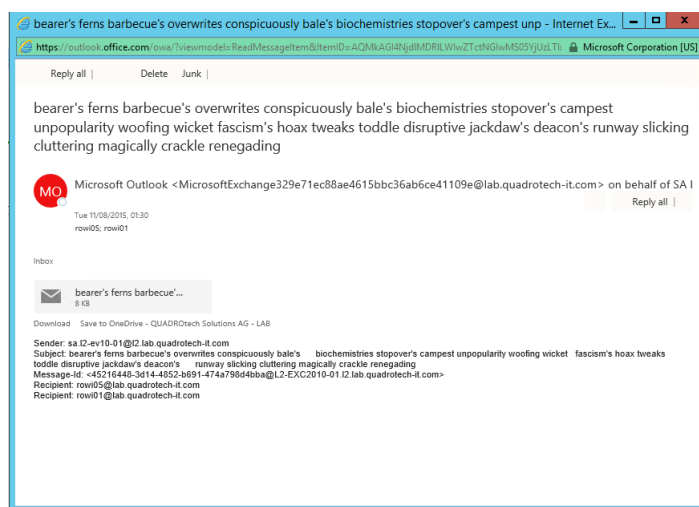 bearer's ferns barbecue's overwrites conspicuously bale's biochemistries stopover's campest unp - Internet Ex...
https://outlook.office.com/owa/?viewmodel=ReadMessageItem&ItemID= Microsoft Corporation [US]
Reply all | Delete Junk |
bearer's ferns barbecue's overwrites conspicuously bale's biochemistries stopover's campest
unpopularity woofing wicket fascism's hoax tweaks toddle disruptive jackdaw's deacon's runway slicking
cluttering magically crackle renegading
MO
Microsoft Outlook <MicrosoftExchange329e71ec88ae4615bbc36ab6ce41109e@lab.quadrotech-it.com> on behalf of SA I
Reply all |
Tue 11/08/2015, 01:30
rowi05; rowi01
Inbox
bearer's ferns barbecue'...
8 KB
Download Save to OneDrive - QUADROtech Solutions AG - LAB
Sender: sa.l2-ev10-01@l2.lab.quadrotech-it.com
Subject: bearer's ferns barbecue's overwrites conspicuously bale's biochemistries stopover's campest unpopularity woofing wicket fascism's hoax tweaks
toddle disruptive jackdaw's deacon's runway slicking cluttering magically crackle renegading
Message-Id: <45216448-3d14-4852-b691-474a798d4bba@L2-EXC2010-01.l2.lab.quadrotech-it.com>
Recipient: rowi05@lab.quadrotech-it.com
Recipient: rowi01@lab.quadrotech-it.com